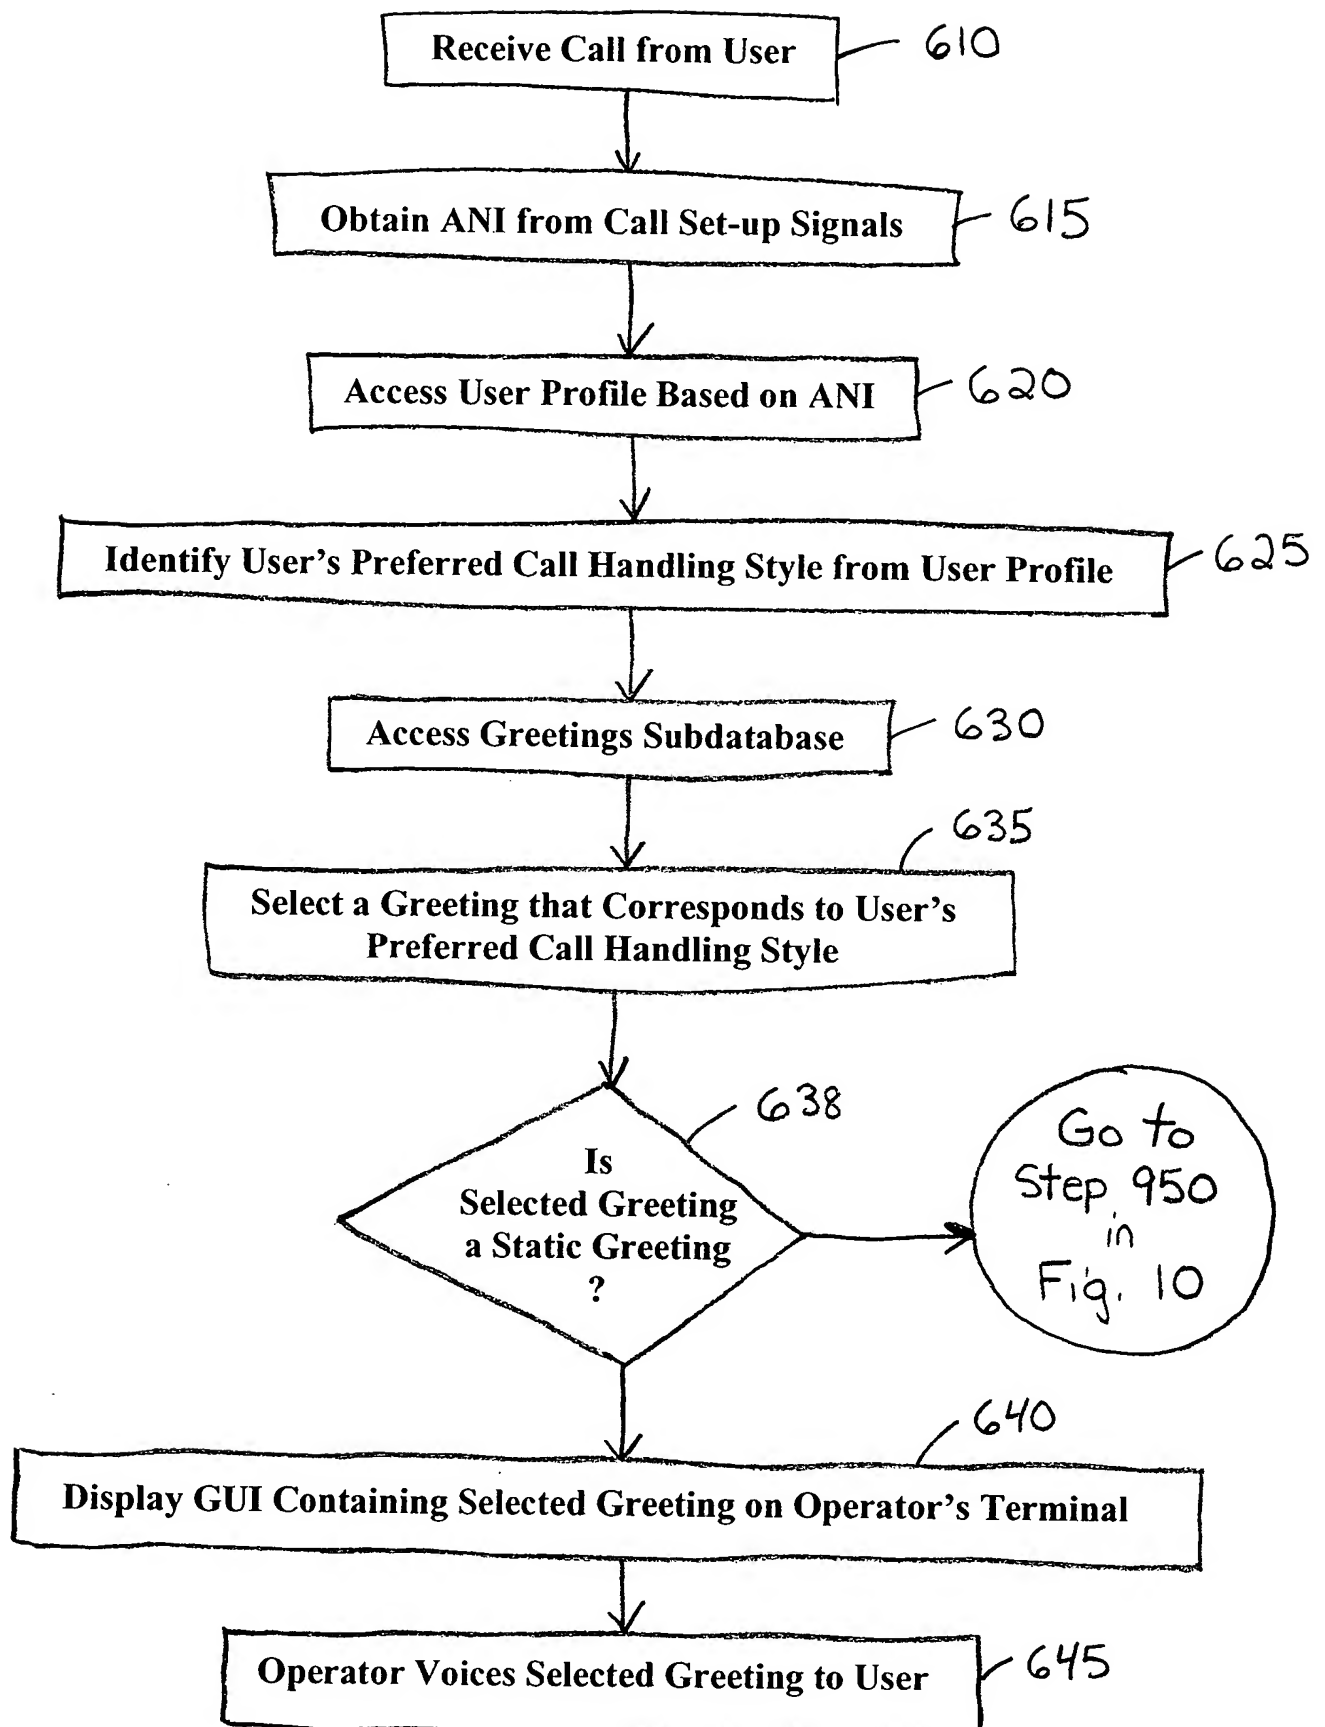 Receive Call from User
610
Obtain ANI from Call Set-up Signals
615
Access User Profile Based on ANI
620
Identify User's Preferred Call Handling Style from User Profile
625
Access Greetings Subdatabase
630
635
Select a Greeting that Corresponds to User's
Preferred Call Handling Style
638
Is
Selected Greeting
a Static Greeting
?
Go to
Step 950
in
Fig. 10
640
Display GUI Containing Selected Greeting on Operator's Terminal
Operator Voices Selected Greeting to User
645